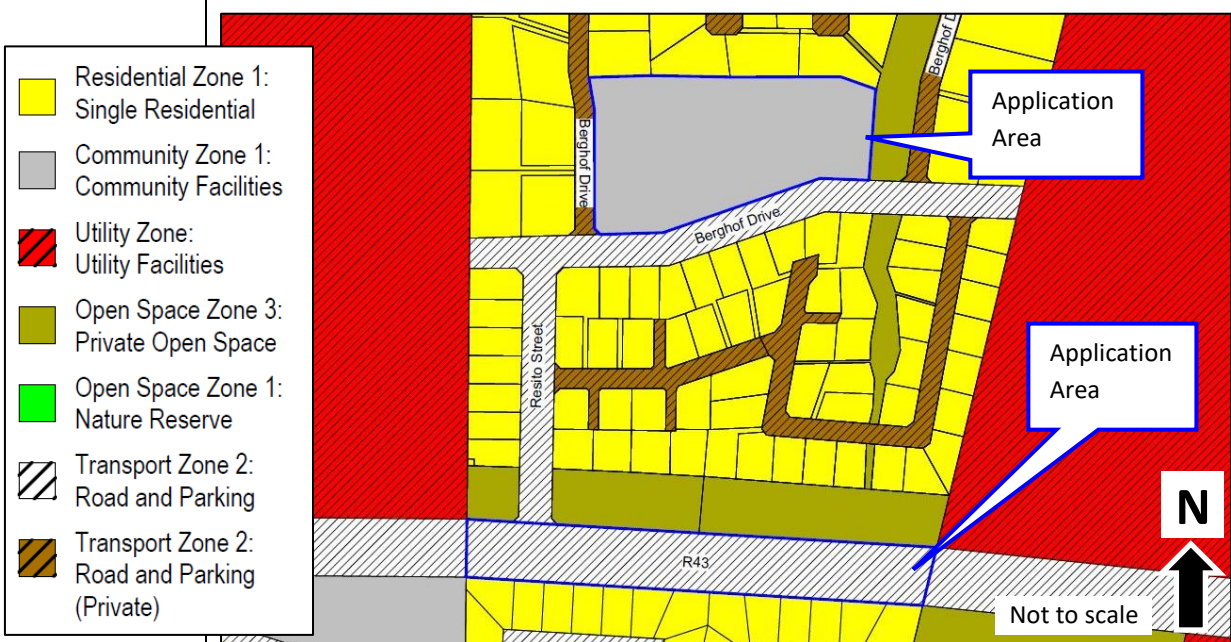 Residential Zone 1:
Single Residential
Community Zone 1:
Community Facilities
Utility Zone:
Utility Facilities
Open Space Zone 3:
Private Open Space
Open Space Zone 1:
Nature Reserve
Transport Zone 2:
Road and Parking
Transport Zone 2:
Road and Parking
(Private)
Berghof D
Application
Area
Berghof Drive
Berghof Drive
Resito Street
Application
Area
R43
N
Not to scale